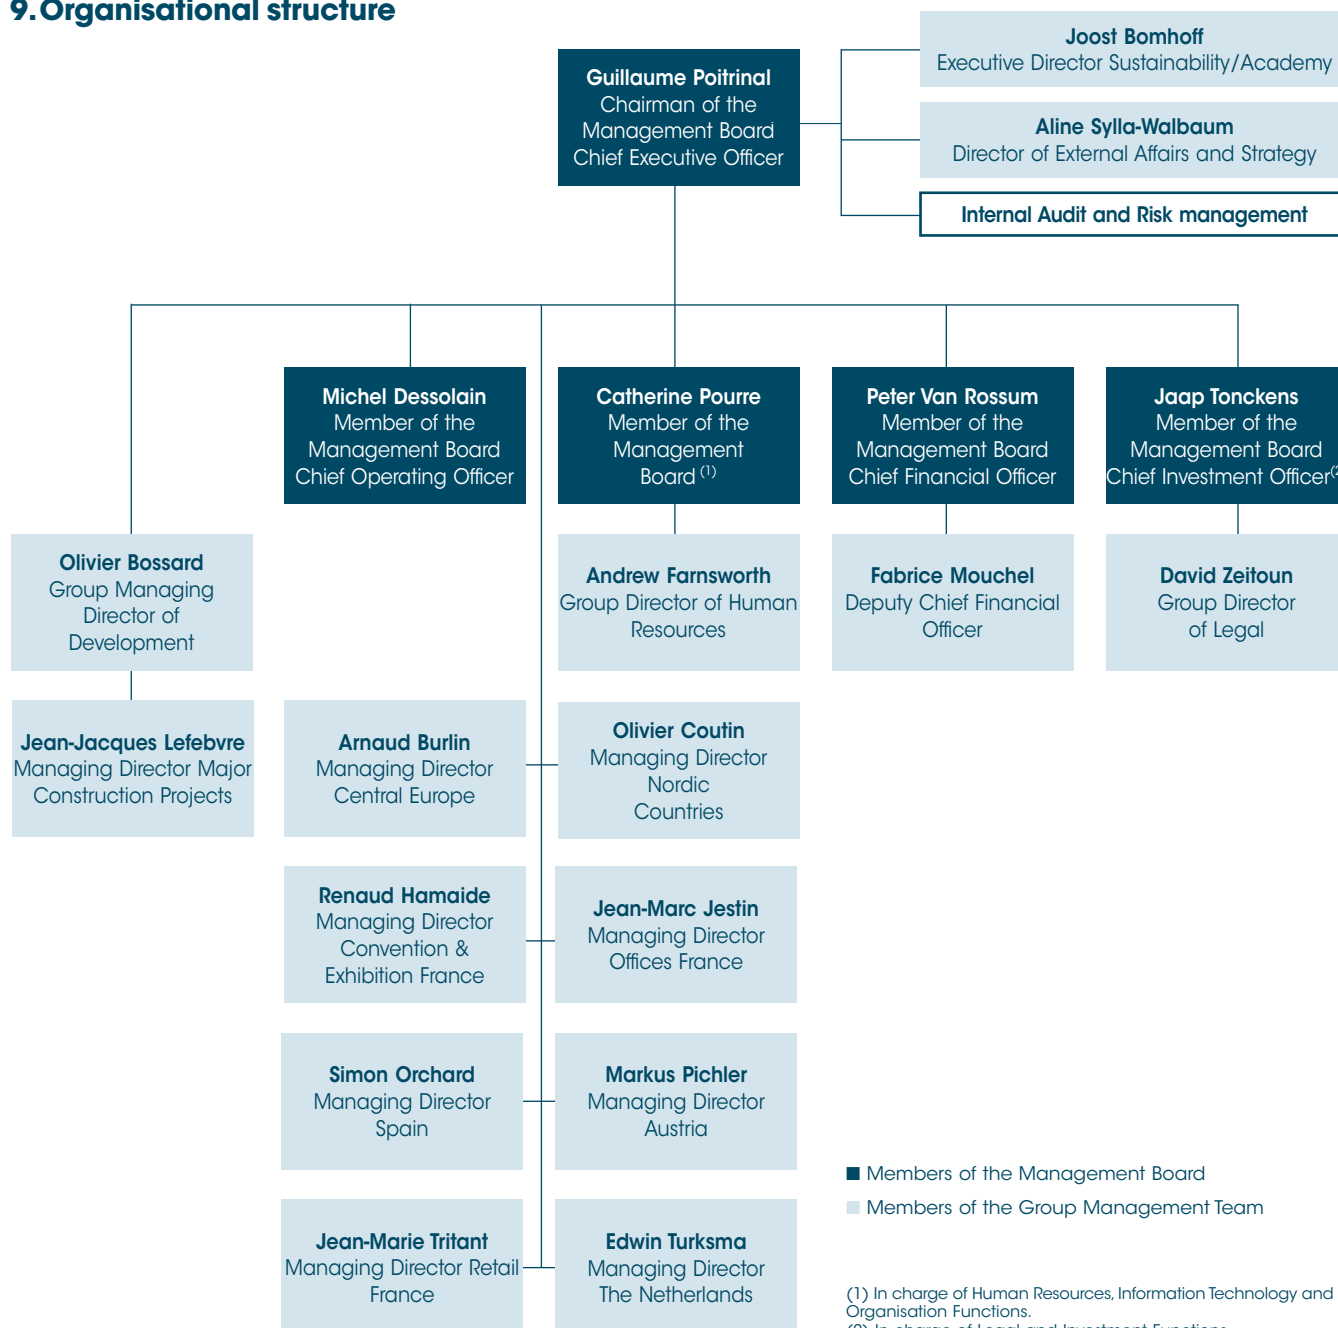 9. Organisational structure
Joost Bomhoff
Executive Director Sustainability/Academy
Guillaume Poitrinal
Chairman of the
Management Board
Chief Executive Officer
Aline Sylla-Walbaum
Director of External Affairs and Strategy
Internal Audit and Risk management
Michel Dessolain
Member of the
Management Board
Chief Operating Officer
Catherine Pourre
Member of the
Management
Board (1)
Peter Van Rossum
Member of the
Management Board
Chief Financial Officer
Jaap Tonckens
Member of the
Management Board
Chief Investment Officer(2
Olivier Bossard
Group Managing
Director of
Development
Andrew Farnsworth
Group Director of Human
Resources
Fabrice Mouchel
Deputy Chief Financial
Officer
David Zeitoun
Group Director
of Legal
Jean-Jacques Lefebvre
Managing Director Major
Construction Projects
Arnaud Burlin
Managing Director
Central Europe
Olivier Coutin
Managing Director
Nordic
Countries
Renaud Hamaide
Managing Director
Convention &
Exhibition France
Jean-Marc Jestin
Managing Director
Offices France
Simon Orchard
Managing Director
Spain
Markus Pichler
Managing Director
Austria
Jean-Marie Tritant
Managing Director Retail
France
Edwin Turksma
Managing Director
The Netherlands
Members of the Management Board
Members of the Group Management Team
(1) In charge of Human Resources, Information Technology and
Organisation Functions.
(2) In charge of Legal and Investment Functions